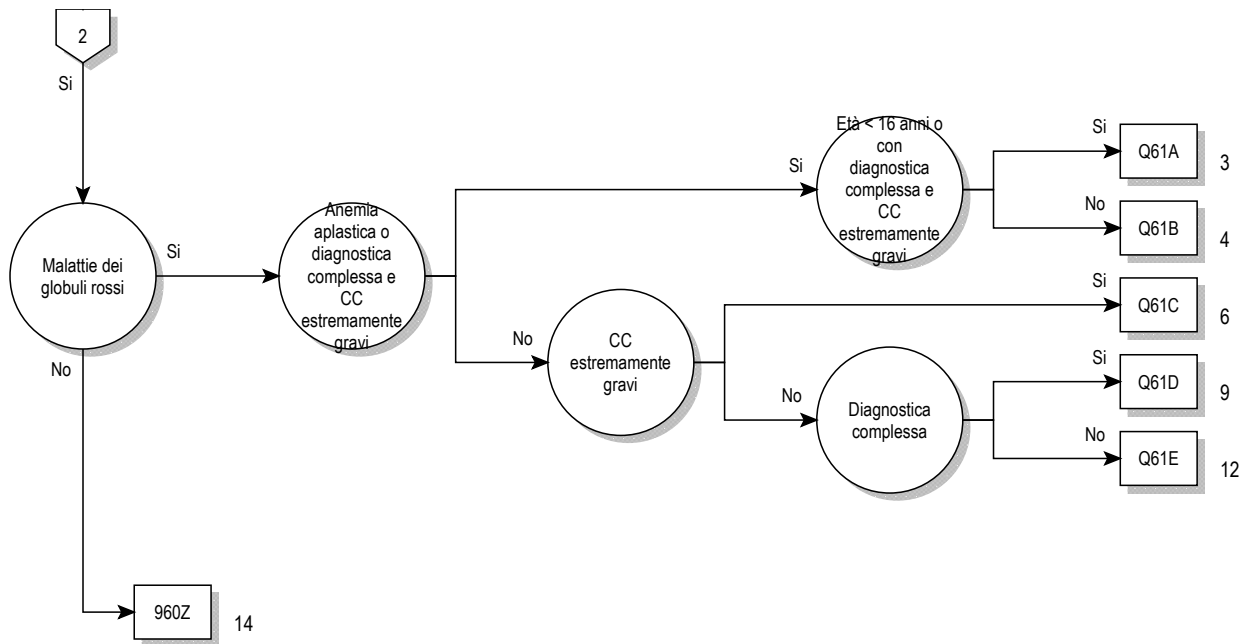 2
Si
Malattie dei
globuli rossi
Si
No
Anemia
aplastica o
diagnostica
complessa e
CC
estremamente
gravi
Si
Età < 16 anni o
con
diagnostica
complessa e
CC
estremamente
gravi
Si
Q61A
3
No
Q61B
4
No
CC
estremamente
gravi
Si
Q61C
6
No
Diagnostica
complessa
Si
Q61D
9
No
Q61E
12
960Z
14